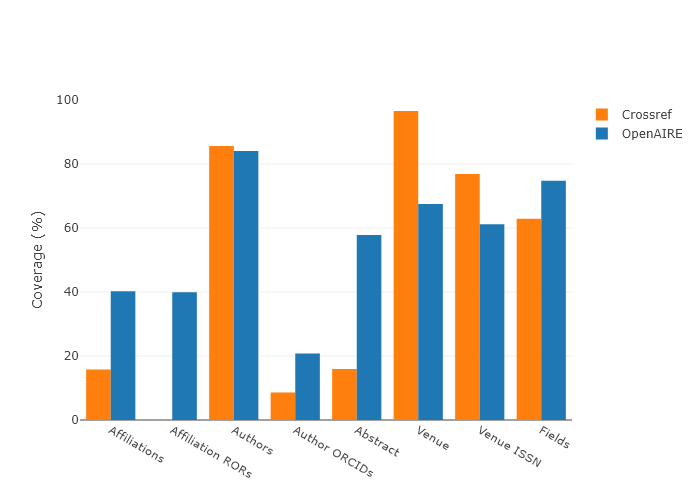 100
80
60
40
20
0
Coverage (%)
Affiliations
Affiliation RORs
Authors
Author ORCIDs
Abstract
Venue
Venue ISSN
Fields
Crossref
OpenAIRE